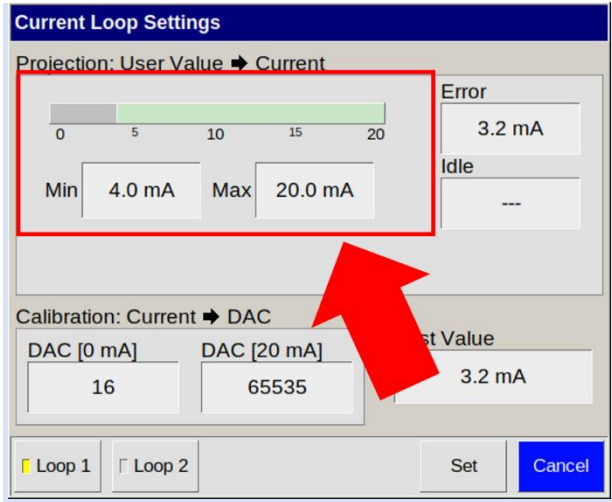 Current Loop Settings
Projection: User Value ➡ Current
0 5 10 15 20
Min 4.0 mA Max 20.0 mA
Error
3.2 mA
Idle
---
Calibration: Current ➡ DAC
DAC [0 mA]
16
DAC [20 mA]
65535
Value
3.2 mA
Loop 1 Loop 2 Set Cancel